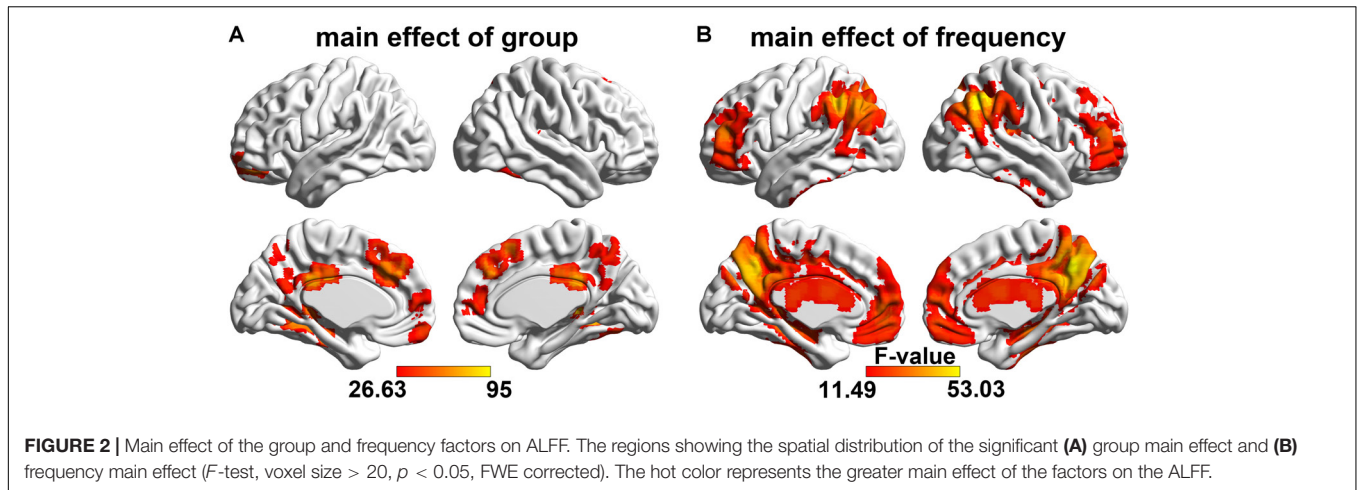 A main effect of group
B main effect of frequency
F-value
26.63 95
11.49 53.03
FIGURE 2 | Main effect of the group and frequency factors on ALFF. The regions showing the spatial distribution of the significant (A) group main effect and (B)
frequency main effect (F-test, voxel size > 20, p < 0.05, FWE corrected). The hot color represents the greater main effect of the factors on the ALFF.